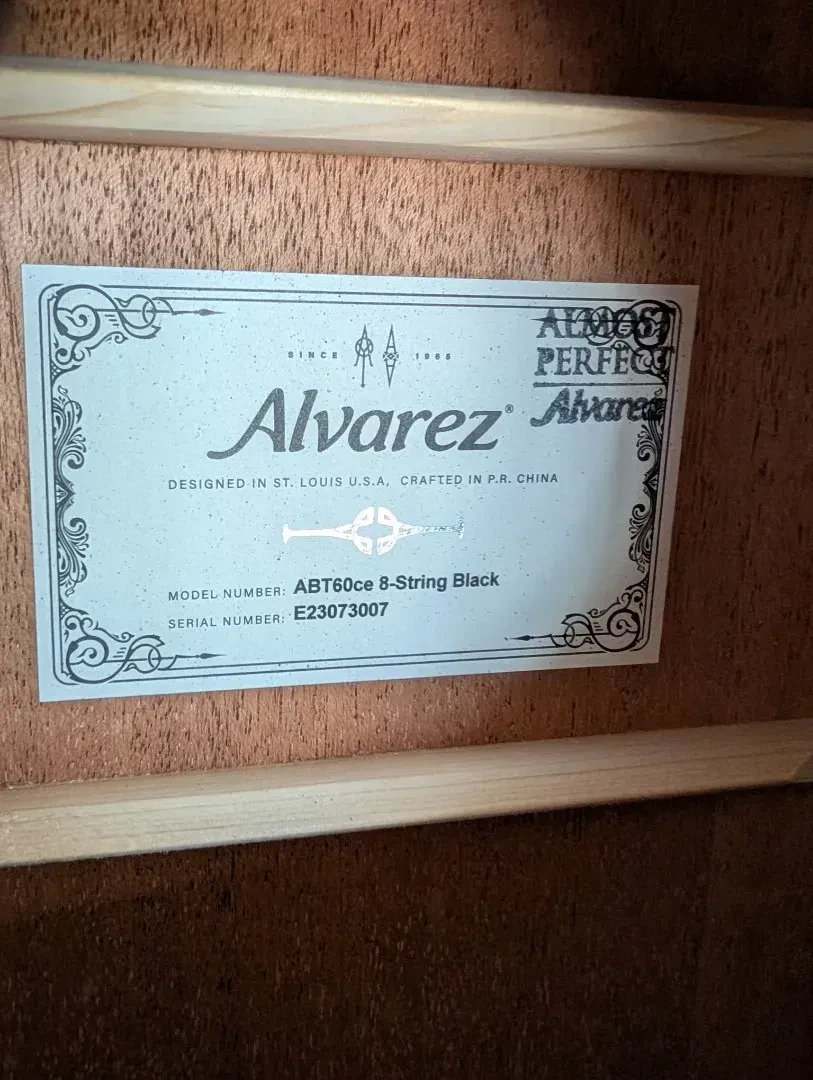 SINCE 1965
Alvarez®
DESIGNED IN ST. LOUIS U.S.A, CRAFTED IN P.R. CHINA
MODEL NUMBER: ABT60ce 8-String Black
SERIAL NUMBER: E23073007
ALMOST
PERFECT
Alvarez